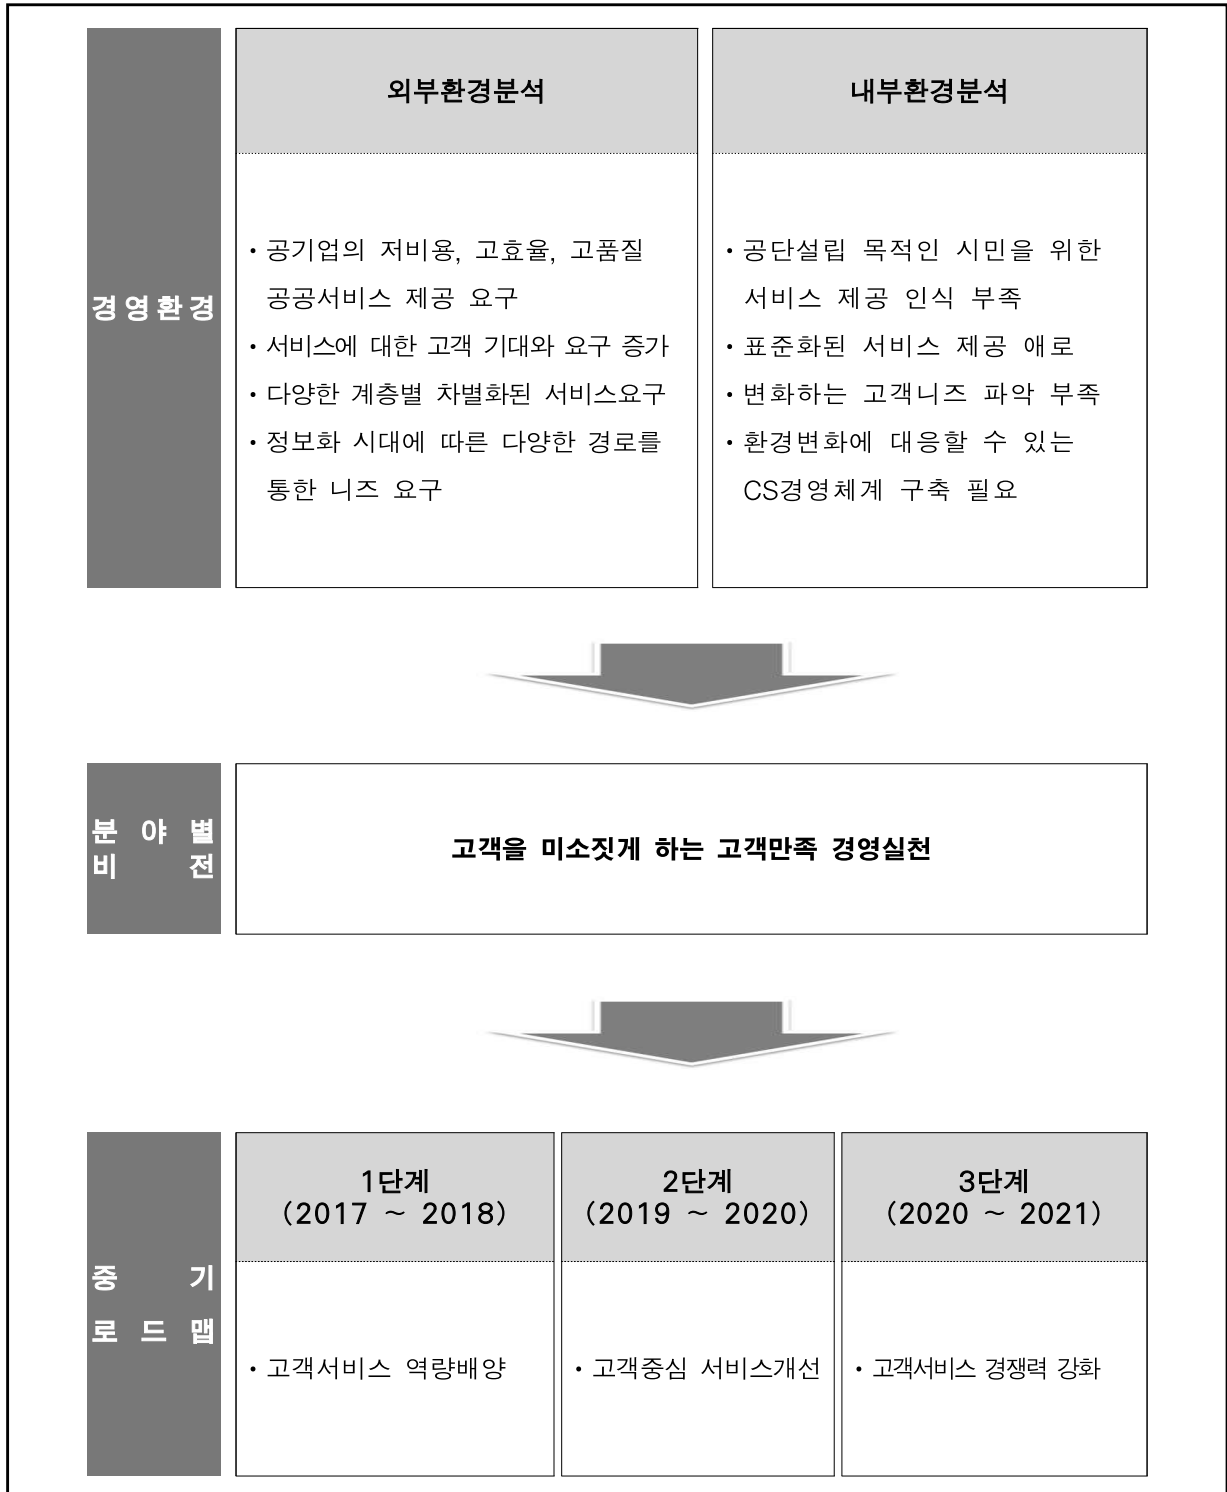 경영환경
외부환경분석
• 공기업의 저비용, 고효율, 고품질
공공서비스 제공 요구
• 서비스에 대한 고객 기대와 요구 증가
• 다양한 계층별 차별화된 서비스요구
• 정보화 시대에 따른 다양한 경로를
통한 니즈 요구
내부환경분석
• 공단설립 목적인 시민을 위한
서비스 제공 인식 부족
• 표준화된 서비스 제공 애로
• 변화하는 고객니즈 파악 부족
• 환경변화에 대응할 수 있는
CS경영체계 구축 필요
분 야 별
비 전
고객을 미소짓게 하는 고객만족 경영실천
중 기
로 드 맵
1단계
(2017 ~ 2018)
• 고객서비스 역량배양
2단계
(2019 ~ 2020)
• 고객중심 서비스개선
3단계
(2020 ~ 2021)
• 고객서비스 경쟁력 강화